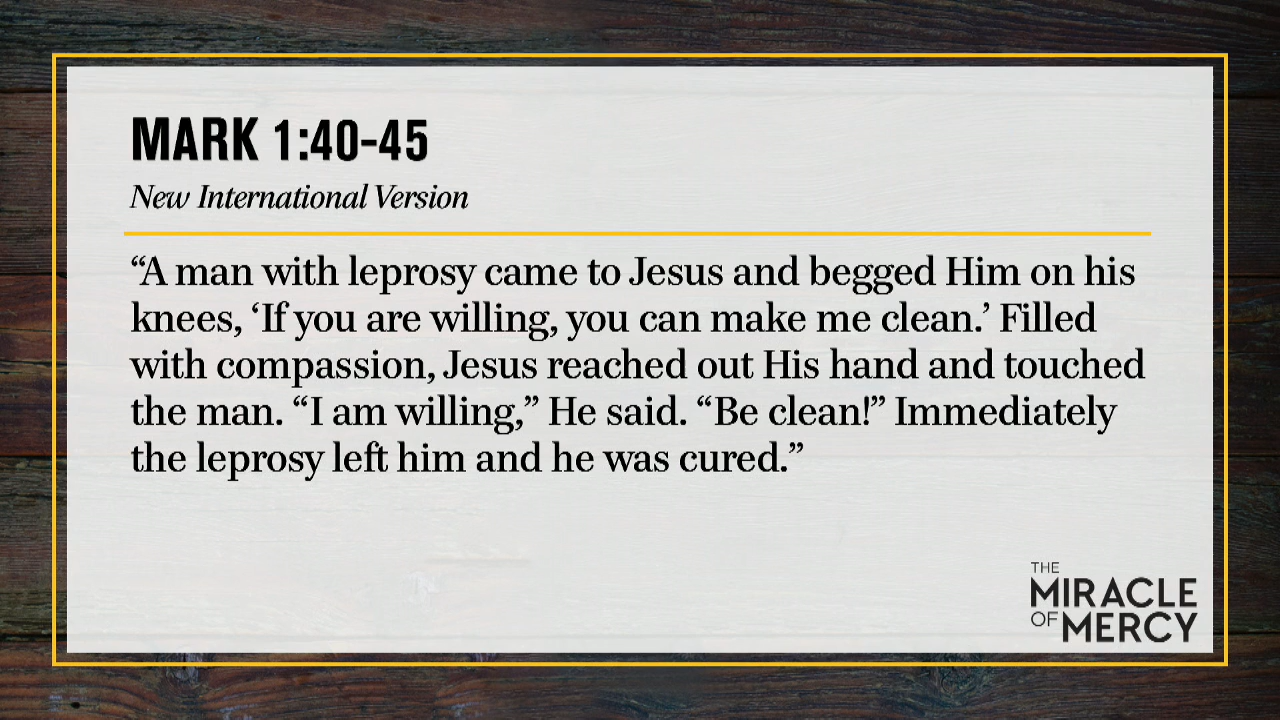 MARK 1:40-45
New International Version
“A man with leprosy came to Jesus and begged Him on his
knees, ‘If you are willing, you can make me clean.’ Filled
with compassion, Jesus reached out His hand and touched
the man. “I am willing,” He said. “Be clean!” Immediately
the leprosy left him and he was cured.”
THE
MIRACLE
OF MERCY